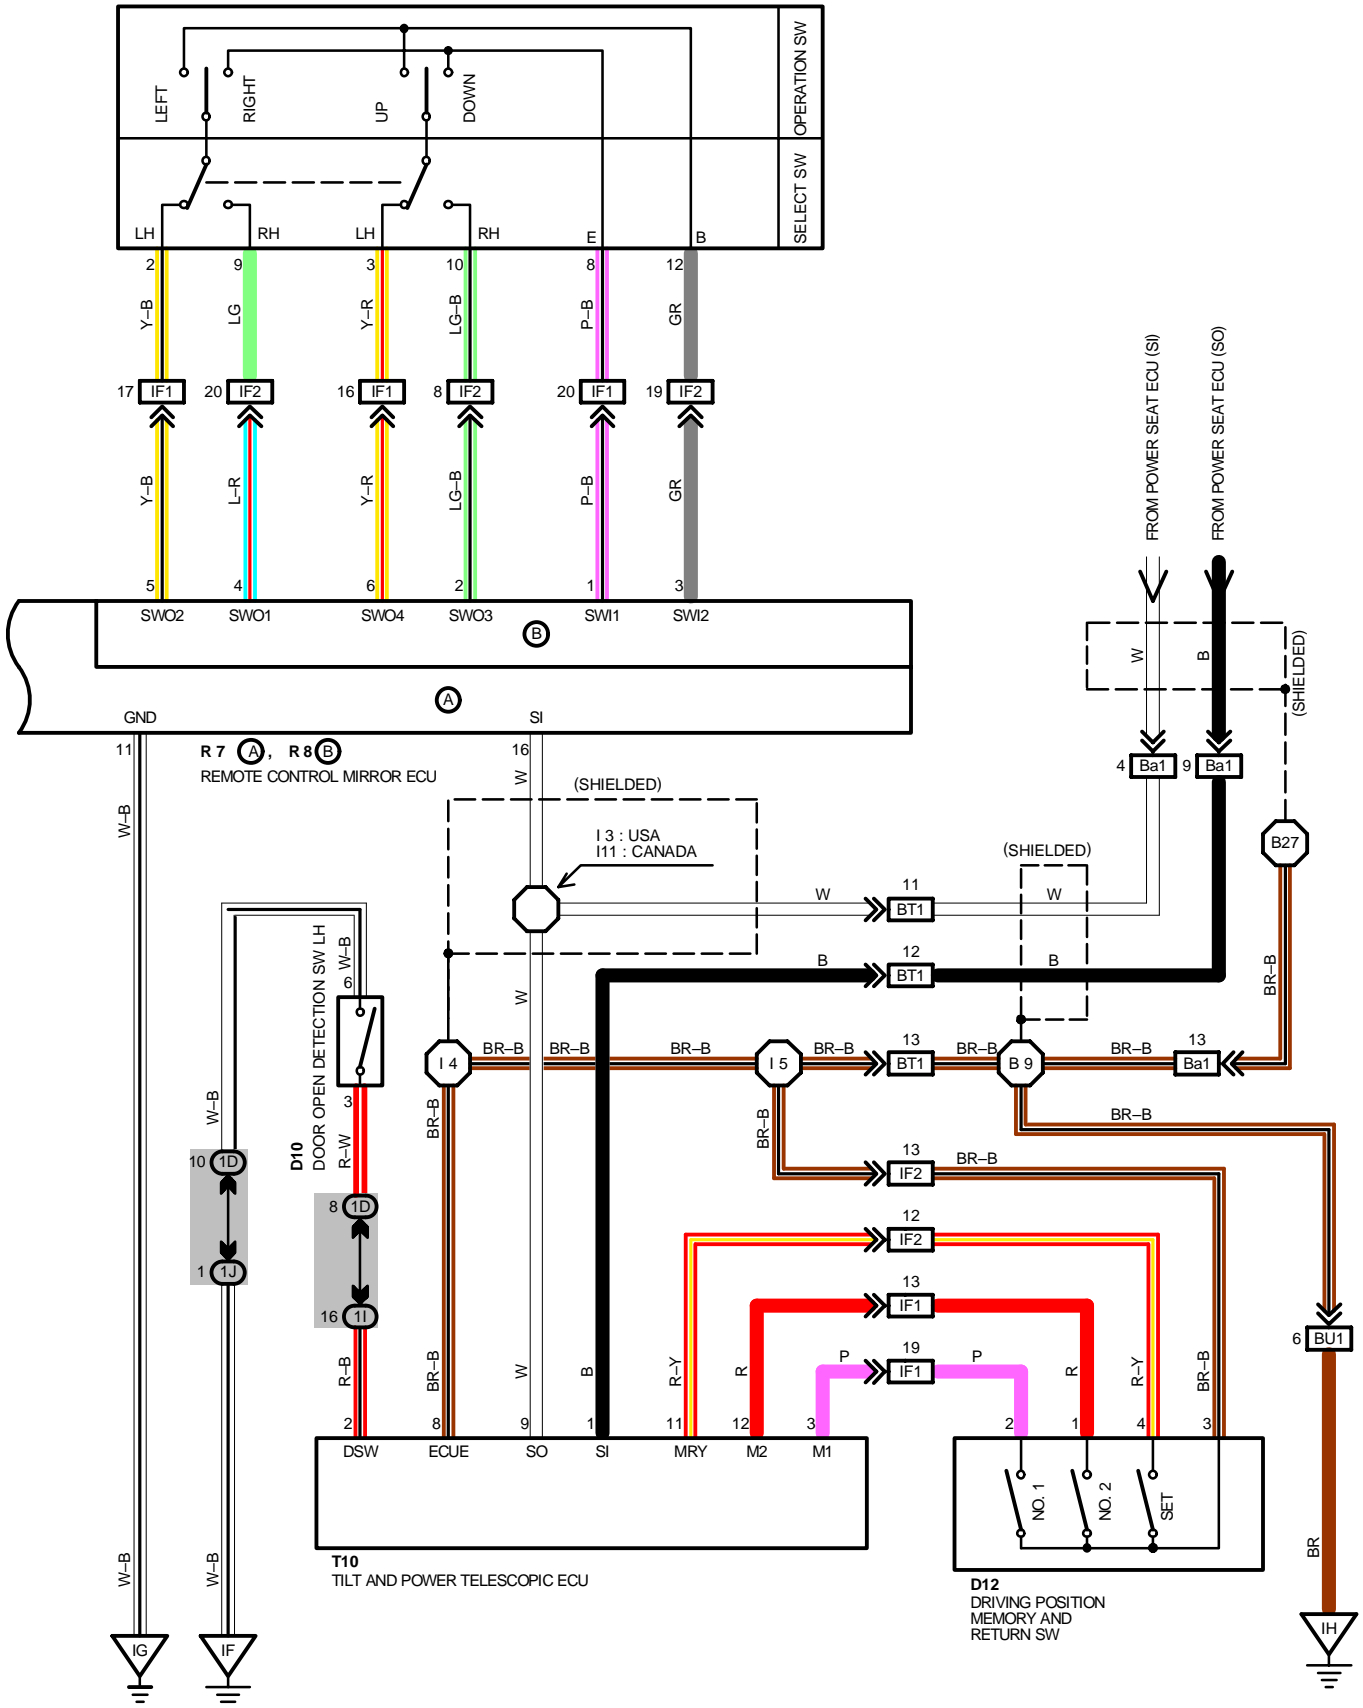 LEFT
RIGHT
UP
DOWN
OPERATION SW
SELECT SW
LH
RH
LH
RH
E
B
2
9
3
10
8
12
Y–B
LG
Y–R
LG–B
P–B
GR
17 IF1
20 IF2
16 IF1
8 IF2
20 IF1
19 IF2
Y–B
L–R
Y–R
LG–B
P–B
GR
5
4
6
2
1
3
SWO2
SWO1
SWO4
SWO3
SWI1
SWI2
B
A
GND
SI
11
16
R 7 A, R 8 B
REMOTE CONTROL MIRROR ECU
FROM POWER SEAT ECU (SI)
FROM POWER SEAT ECU (SO)
W
B
(SHIELDED)
4 Ba1
9 Ba1
B27
W
(SHIELDED)
I 3 : USA
I11 : CANADA
W–B
(SHIELDED)
W
11
BT1
W
B
12
BT1
B
BR–B
W
DOOR OPEN DETECTION SW LH
D10
W–B
6
3
R–W
W–B
I 4
BR–B
BR–B
BR–B
I 5
BR–B
13
BT1
BR–B
B 9
BR–B
13
Ba1
BR–B
BR–B
BR–B
13
IF2
BR–B
10 1D
8 1D
1 1J
16 1I
12
IF2
13
IF1
19
IF1
P
P
6 BU1
R–B
BR–B
W
B
R–Y
R
R
R–Y
BR–B
2
8
9
1
11
12
3
2
1
4
3
DSW
ECUE
SO
SI
MRY
M2
M1
NO. 1
NO. 2
SET
T10
TILT AND POWER TELESCOPIC ECU
D12
DRIVING POSITION
MEMORY AND
RETURN SW
W–B
W–B
BR
IG
IF
IH